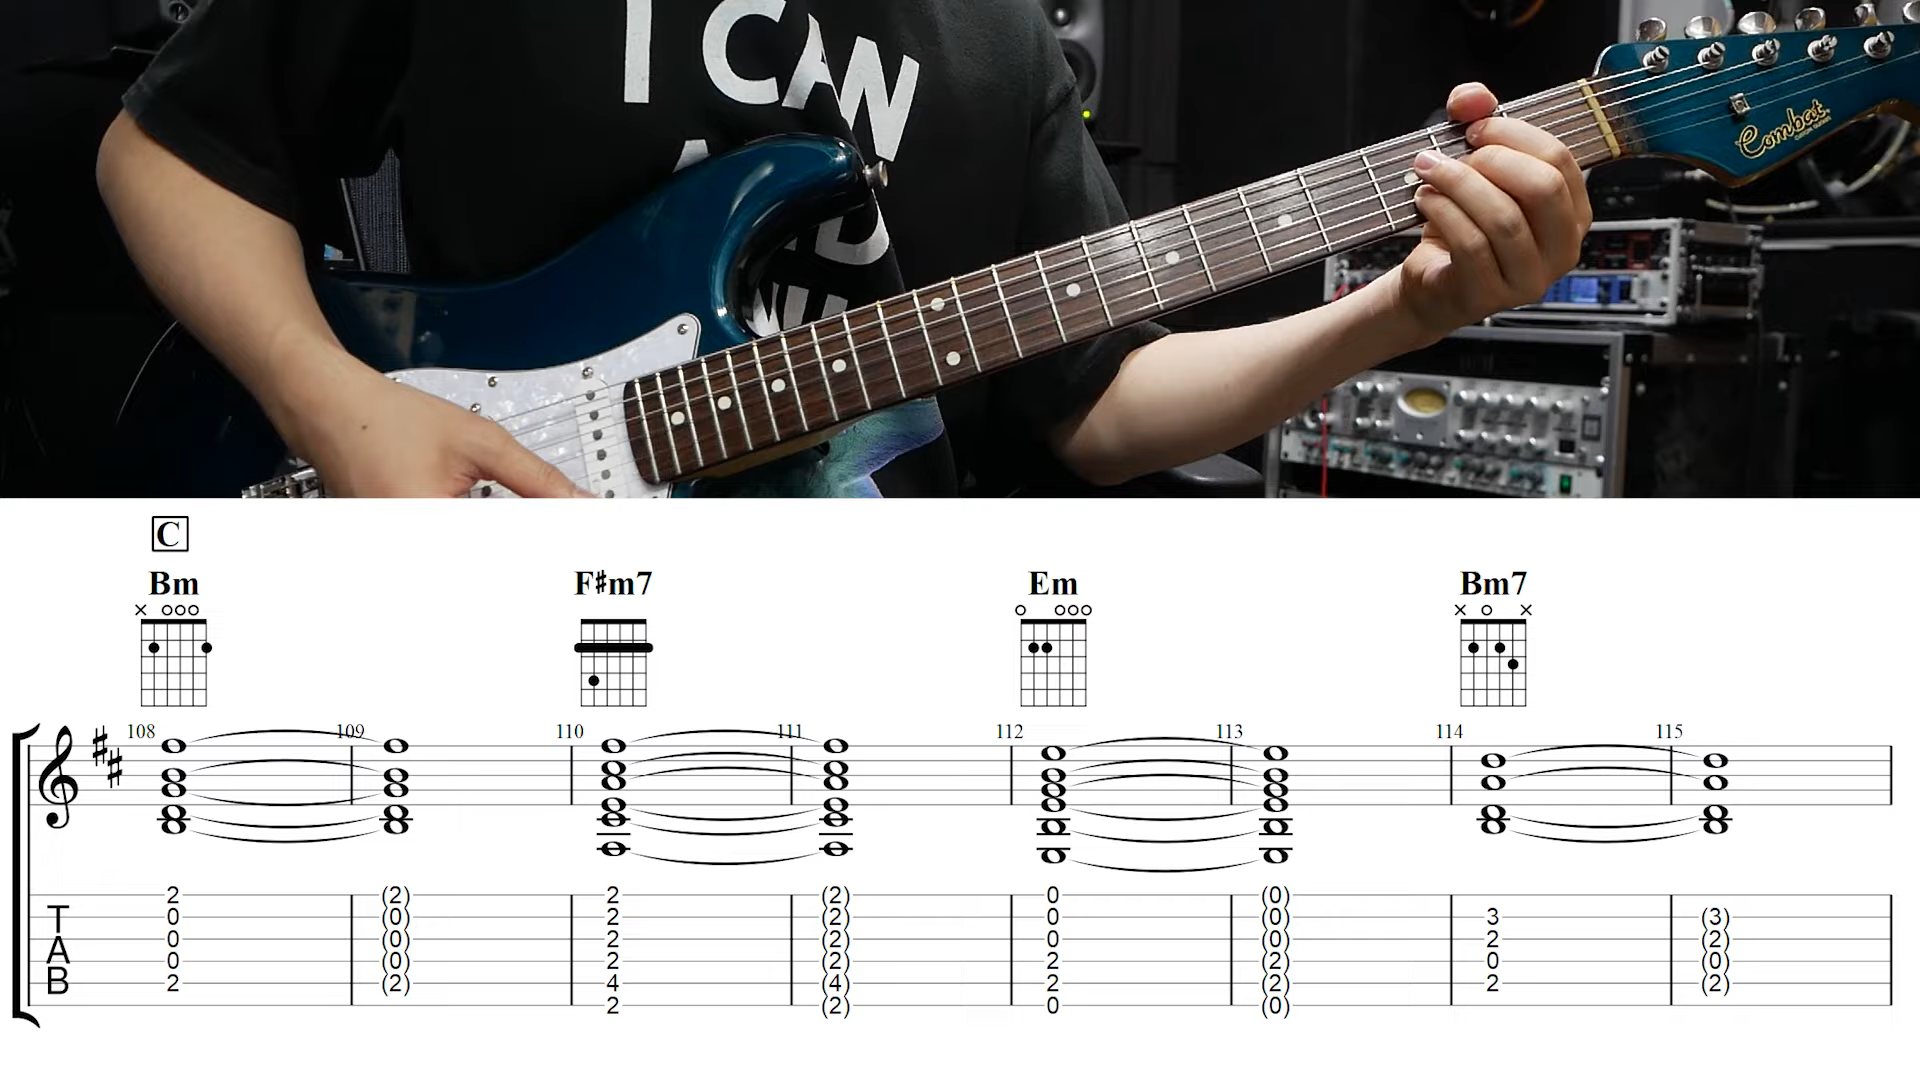 I CAN
Combat
C
Bm F#m7 Em Bm7
× ○○○ ○ ○○○ × ○ ×
108 109 110 111 112 113 114 115
2 (2) 2 (2) 0 (0)
T 0 (0) 2 (2) 0 (0) 3 (3)
A 0 (0) 2 (2) 0 (0) 2 (2)
0 (0) 2 (2) 2 (2) 0 (0)
B 2 (2) 4 (4) 2 (2) 2 (2)
2 (2) 0 (0)